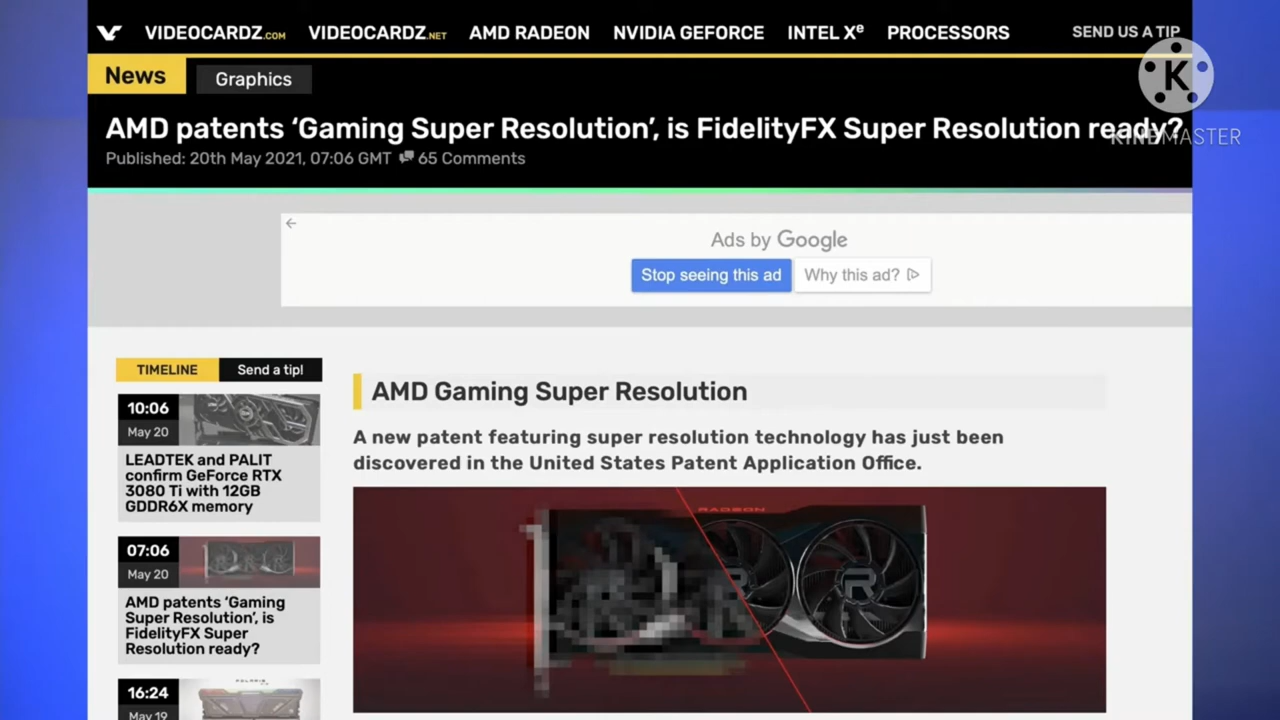 VIDEOCARDZ.COM VIDEOCARDZ.NET AMD RADEON NVIDIA GEFORCE INTEL Xe PROCESSORS SEND US A TIP
News Graphics
K
KINEMASTER
AMD patents ‘Gaming Super Resolution’, is FidelityFX Super Resolution ready?
Published: 20th May 2021, 07:06 GMT 65 Comments
Ads by Google
Stop seeing this ad Why this ad?
TIMELINE Send a tip!
10:06
May 20
LEADTEK and PALIT
confirm GeForce RTX
3080 Ti with 12GB
GDDR6X memory
07:06
May 20
AMD patents ‘Gaming
Super Resolution’, is
FidelityFX Super
Resolution ready?
16:24
May 19
POLARIS
AMD Gaming Super Resolution
A new patent featuring super resolution technology has just been
discovered in the United States Patent Application Office.
RADEON
R
R